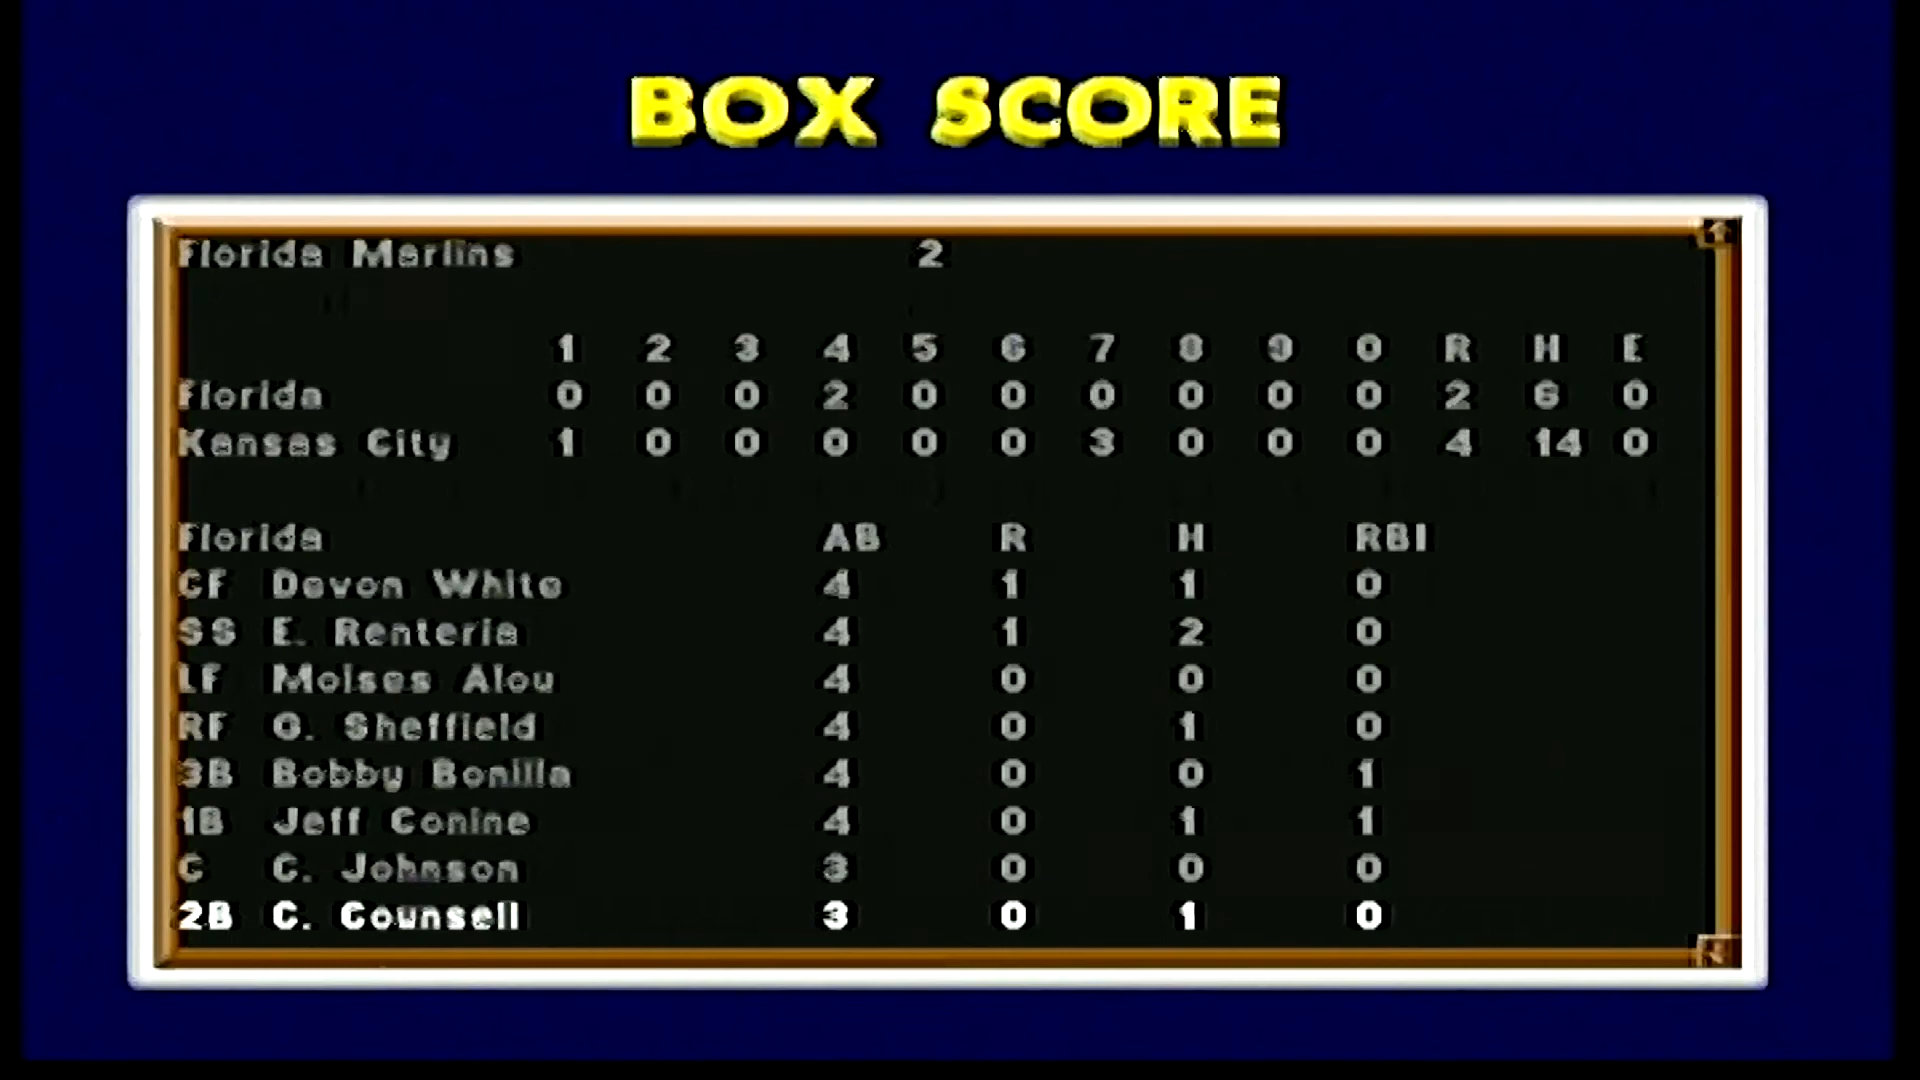 BOX SCORE
Florida Marlins 2
1 2 3 4 5 6 7 8 9 0 R H E
Florida 0 0 0 2 0 0 0 0 0 0 2 6 0
Kansas City 1 0 0 0 0 0 3 0 0 0 4 14 0
Florida AB R H RBI
CF Devon White 4 1 1 0
SS E. Renteria 4 1 2 0
LF Moises Alou 4 0 0 0
RF G. Sheffield 4 0 1 0
3B Bobby Bonilla 4 0 0 1
1B Jeff Conine 4 0 1 1
C C. Johnson 3 0 0 0
2B C. Counsell 3 0 1 0